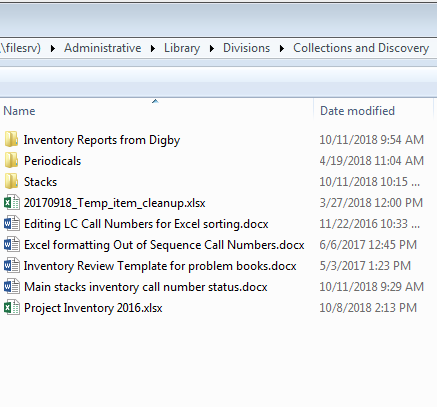 \filesrv) ▸ Administrative ▸ Library ▸ Divisions ▸ Collections and Discovery
Name Date modified
Inventory Reports from Digby 10/11/2018 9:54 AM
Periodicals 4/19/2018 11:04 AM
Stacks 10/11/2018 10:15 ...
20170918_Temp_item_cleanup.xlsx 3/27/2018 12:00 PM
Editing LC Call Numbers for Excel sorting.docx 11/22/2016 10:33 ...
Excel formatting Out of Sequence Call Numbers.docx 6/6/2017 12:45 PM
Inventory Review Template for problem books.docx 5/3/2017 1:23 PM
Main stacks inventory call number status.docx 10/11/2018 9:29 AM
Project Inventory 2016.xlsx 10/8/2018 2:13 PM